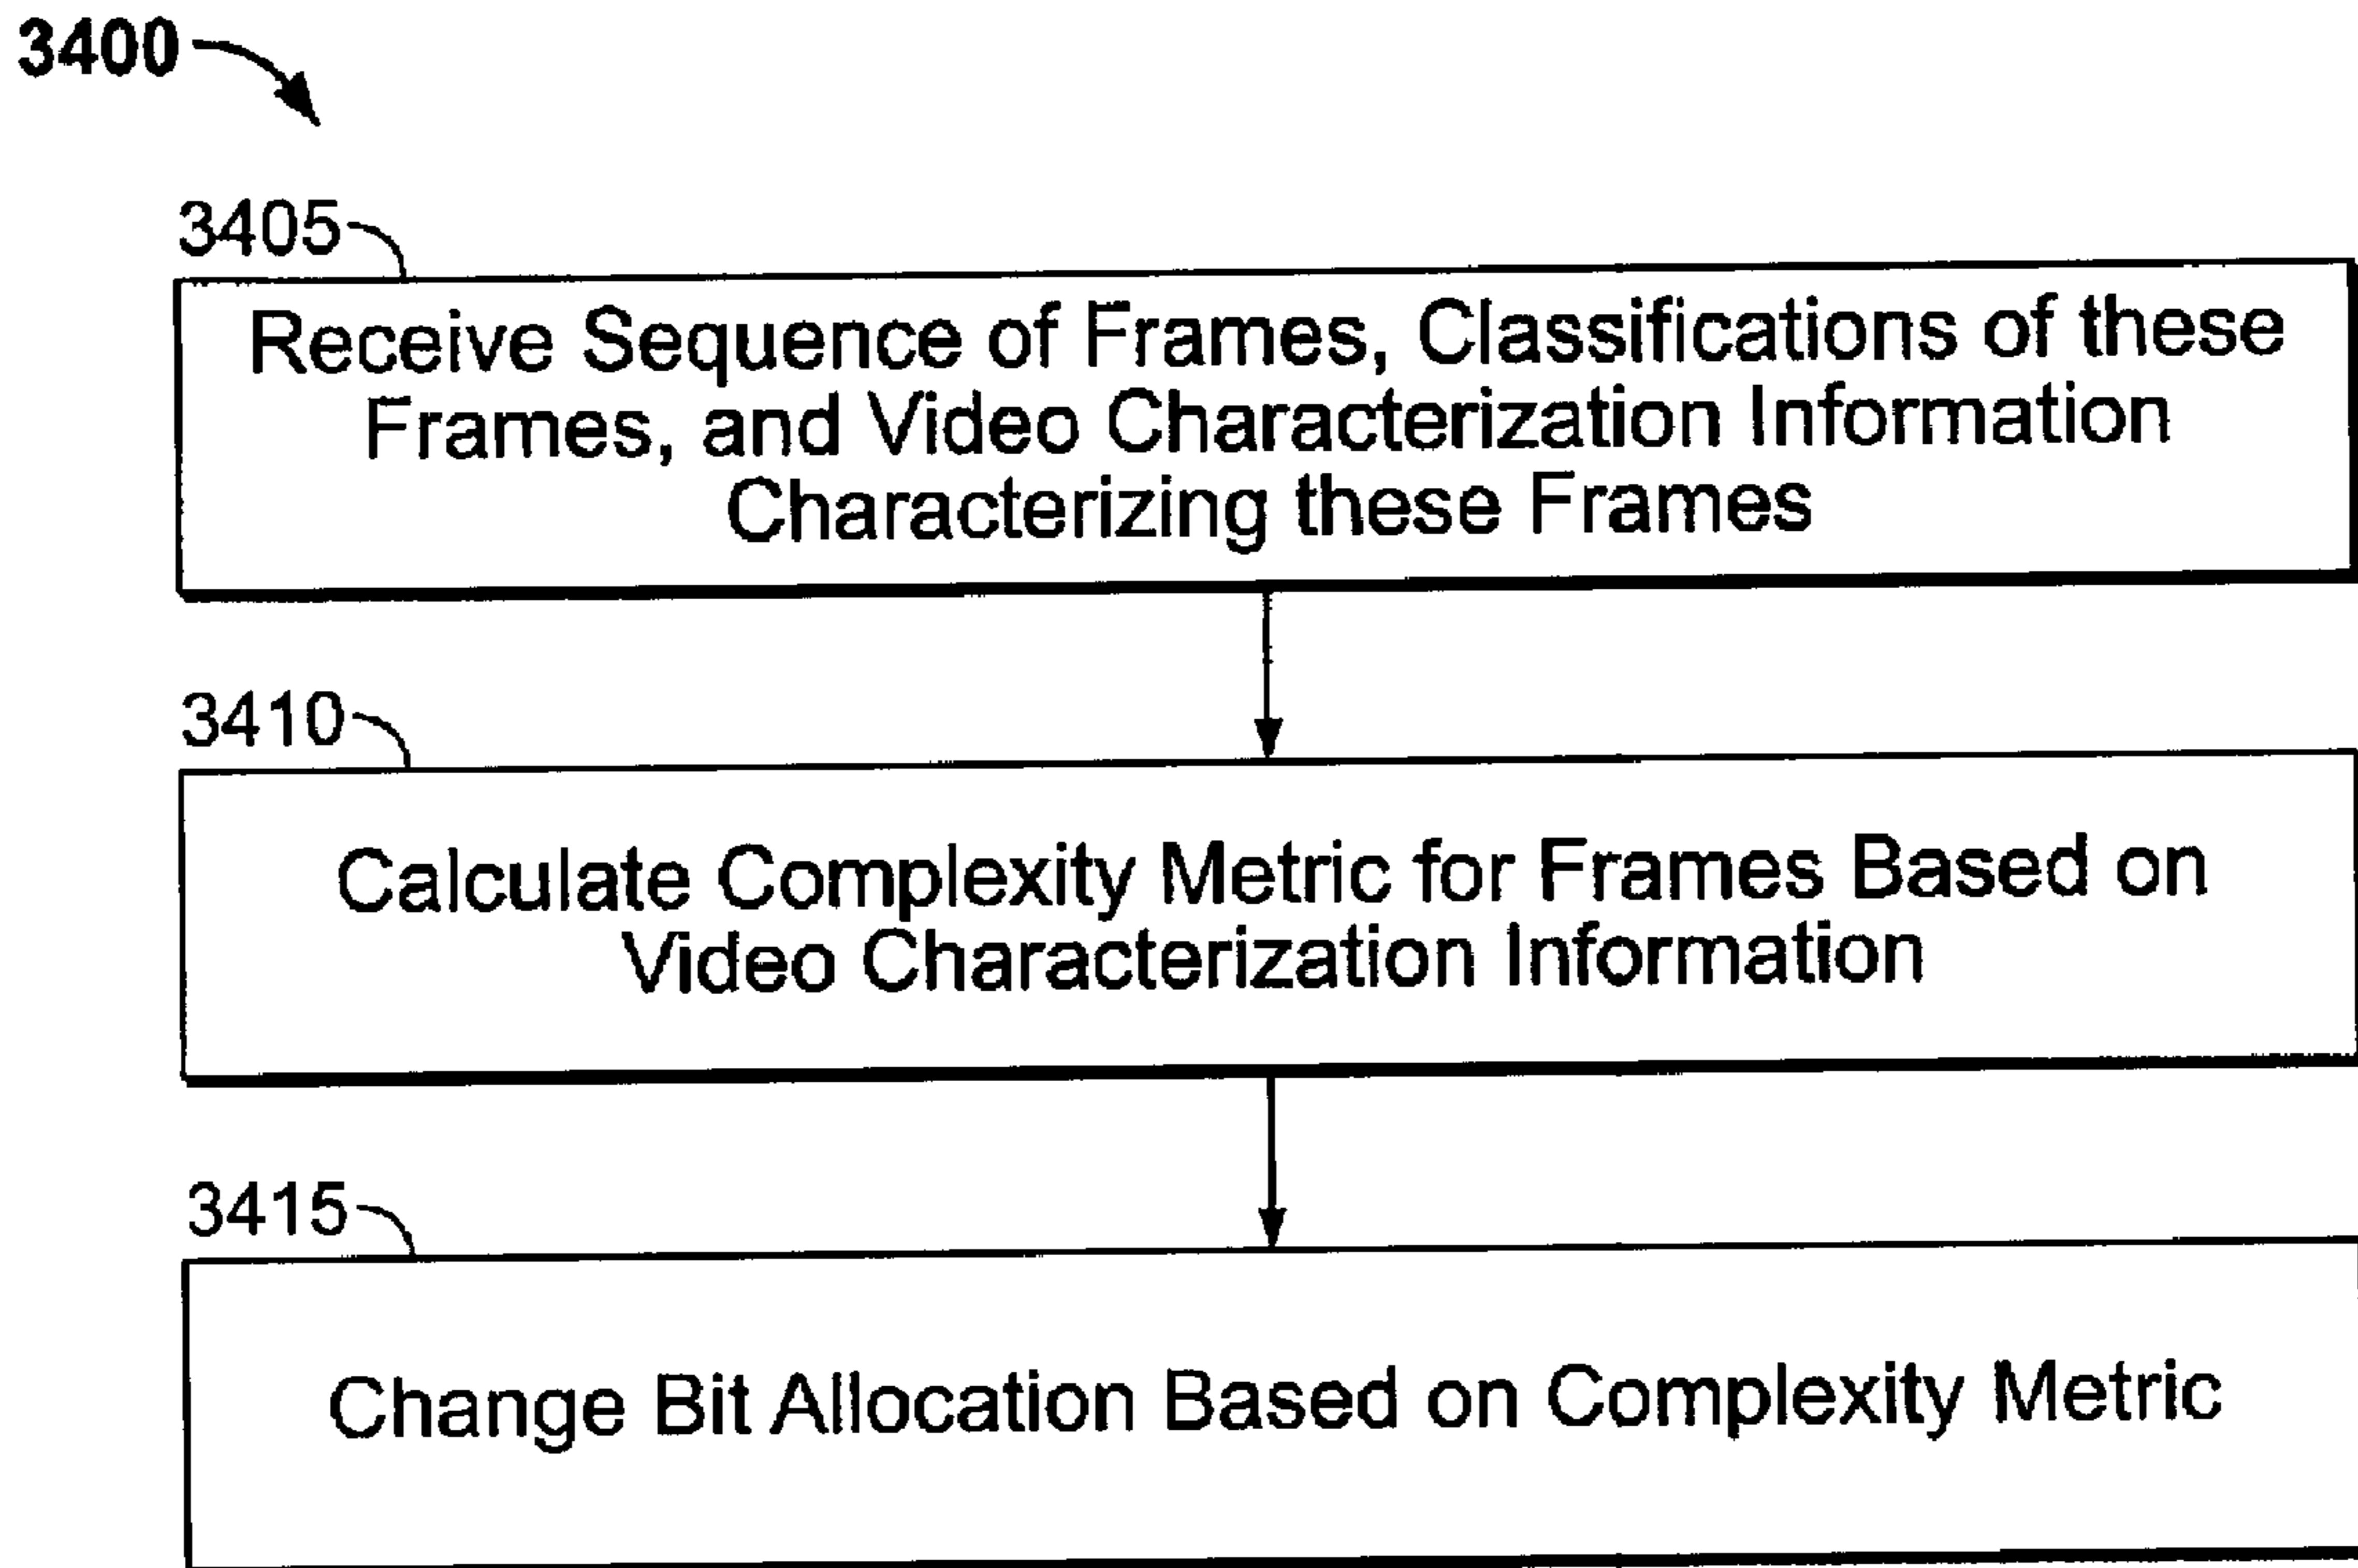 3400
3405
Receive Sequence of Frames, Classifications of these
Frames, and Video Characterization Information
Characterizing these Frames
3410
Calculate Complexity Metric for Frames Based on
Video Characterization Information
3415
Change Bit Allocation Based on Complexity Metric